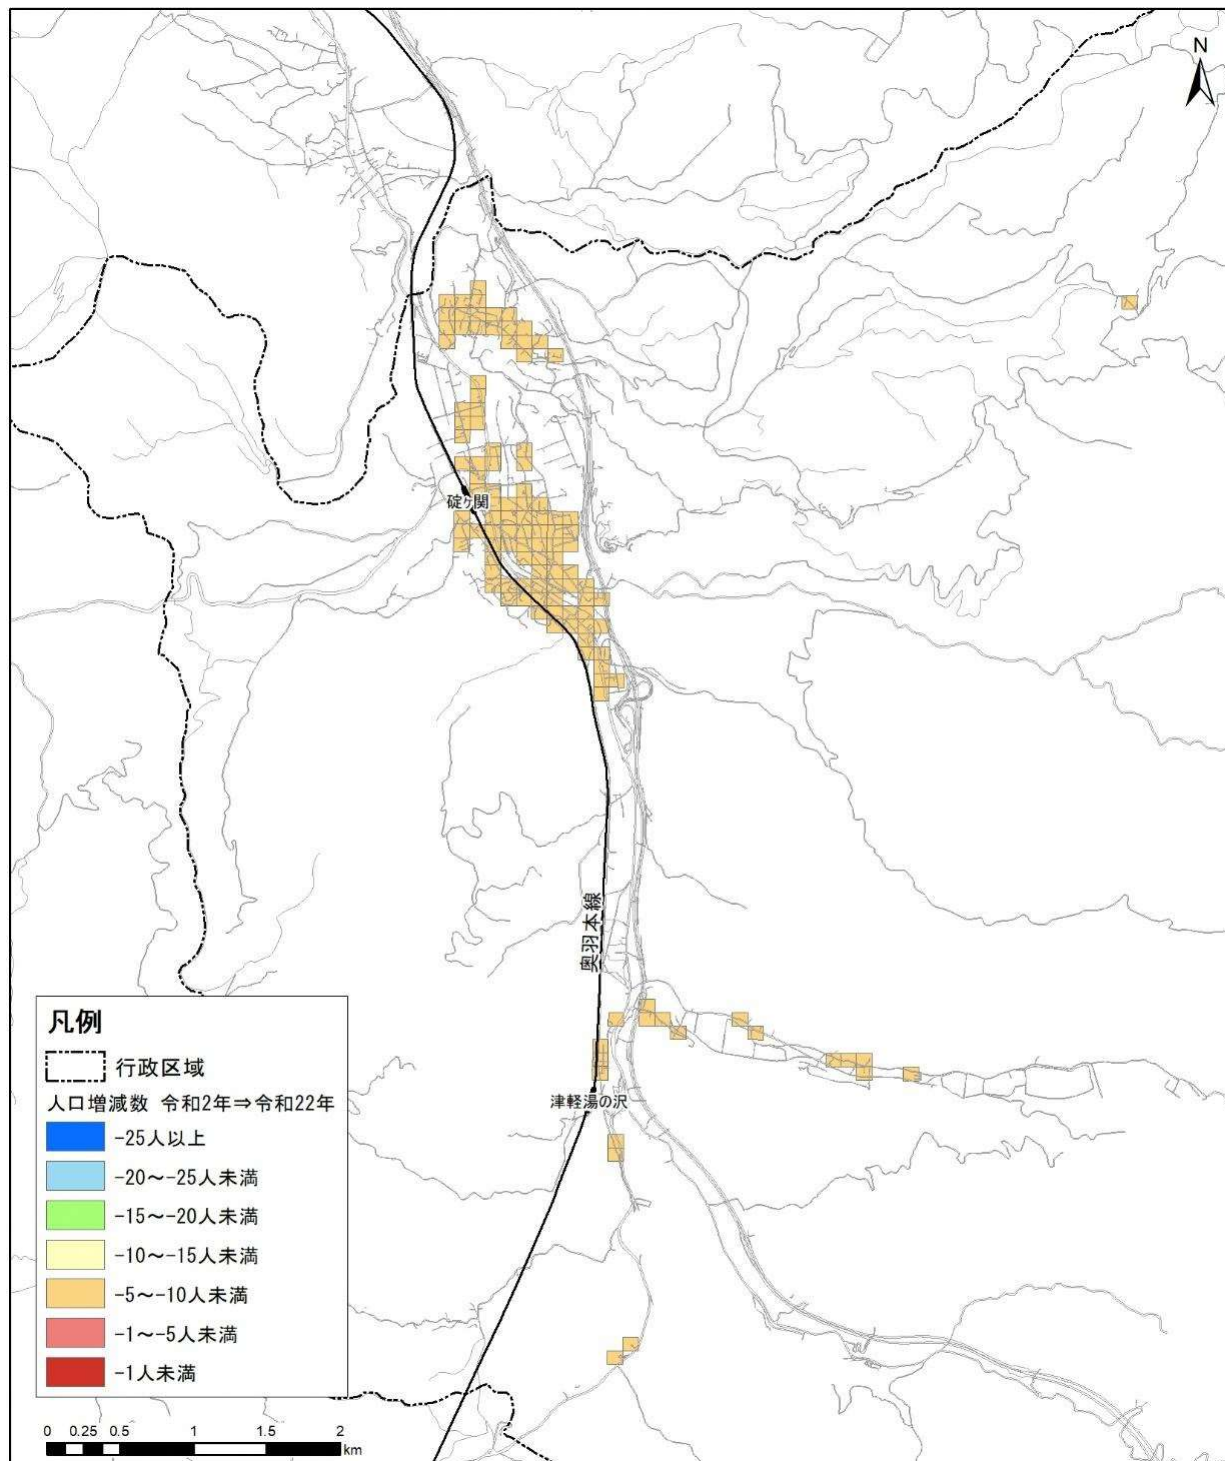 N
碇ヶ関
奥羽本線
津軽湯の沢
凡例
行政区域
人口増減数 令和2年⇒令和22年
-25人以上
-20～-25人未満
-15～-20人未満
-10～-15人未満
-5～-10人未満
-1～-5人未満
-1人未満
0 0.25 0.5 1 1.5 2
km